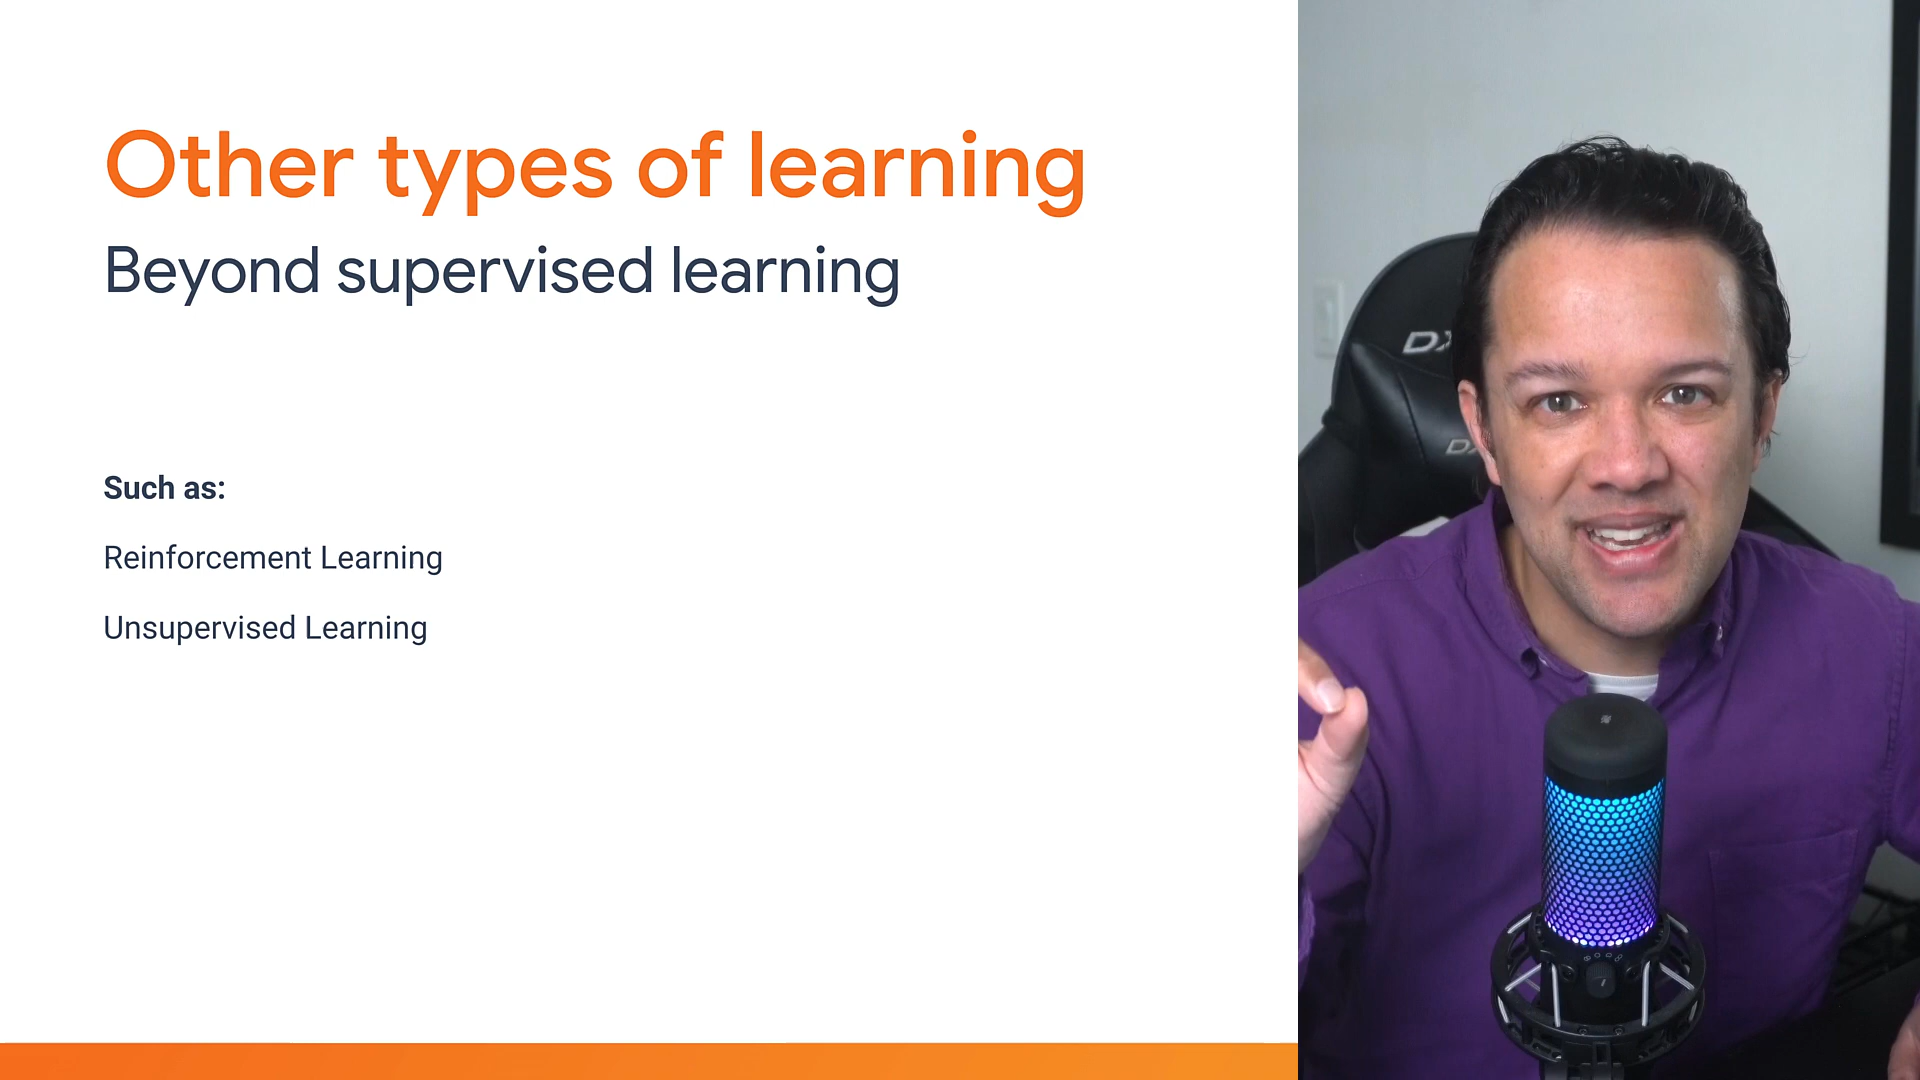 Other types of learning
Beyond supervised learning
Such as:
Reinforcement Learning
Unsupervised Learning